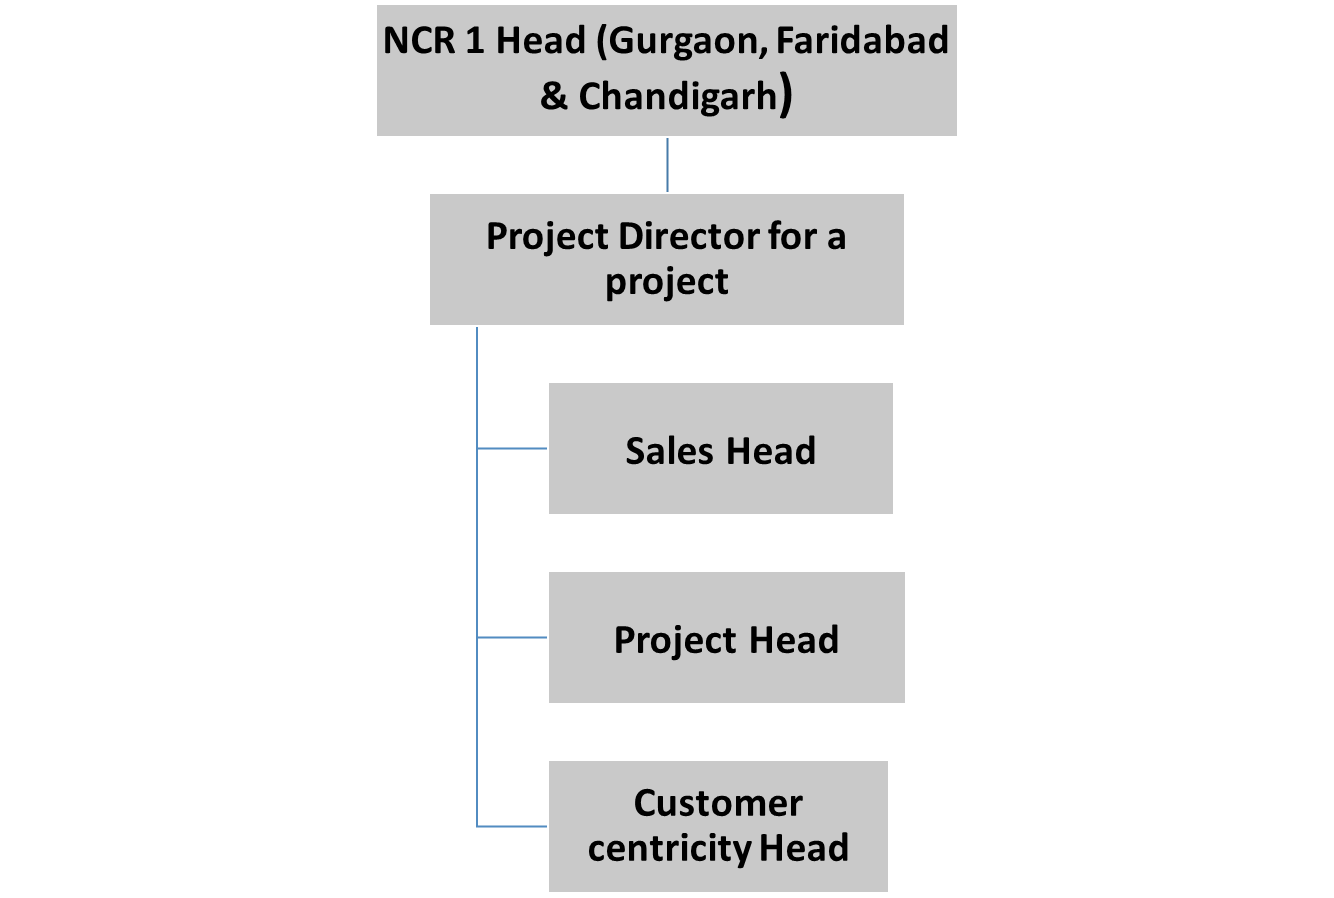 NCR 1 Head (Gurgaon, Faridabad
& Chandigarh)
Project Director for a
project
Sales Head
Project Head
Customer
centricity Head